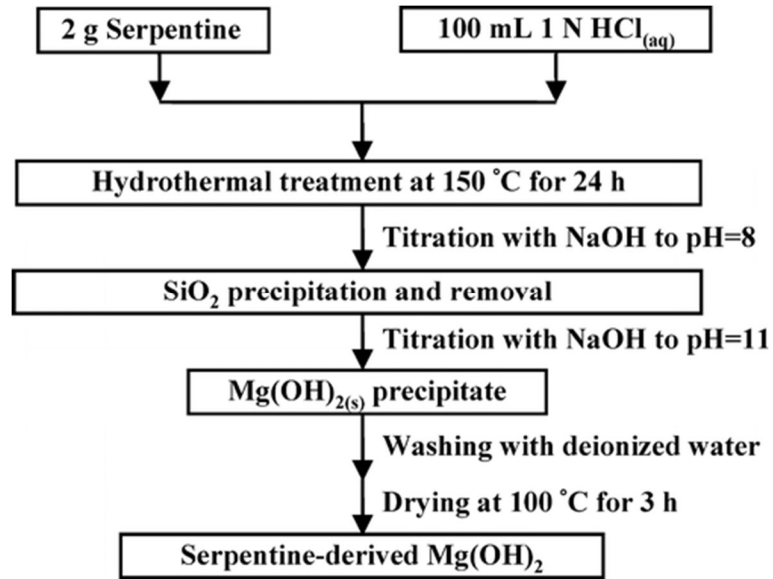 2 g Serpentine
100 mL 1 N HCl(aq)
Hydrothermal treatment at 150 ˚C for 24 h
Titration with NaOH to pH=8
SiO₂ precipitation and removal
Titration with NaOH to pH=11
Mg(OH)₂(s) precipitate
Washing with deionized water
Drying at 100 ˚C for 3 h
Serpentine-derived Mg(OH)₂